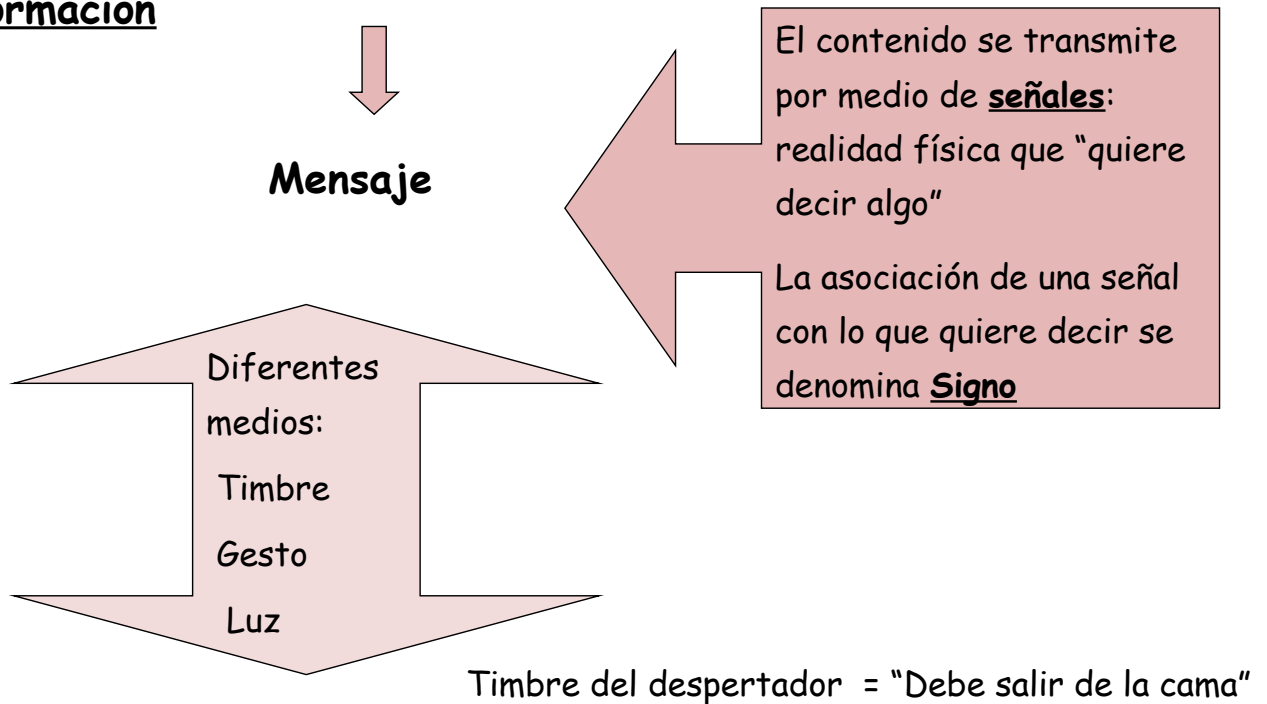 ormación
Mensaje
El contenido se transmite
por medio de señales:
realidad física que “quiere
decir algo”
La asociación de una señal
con lo que quiere decir se
denomina Signo
Diferentes
medios:
Timbre
Gesto
Luz
Timbre del despertador = “Debe salir de la cama”